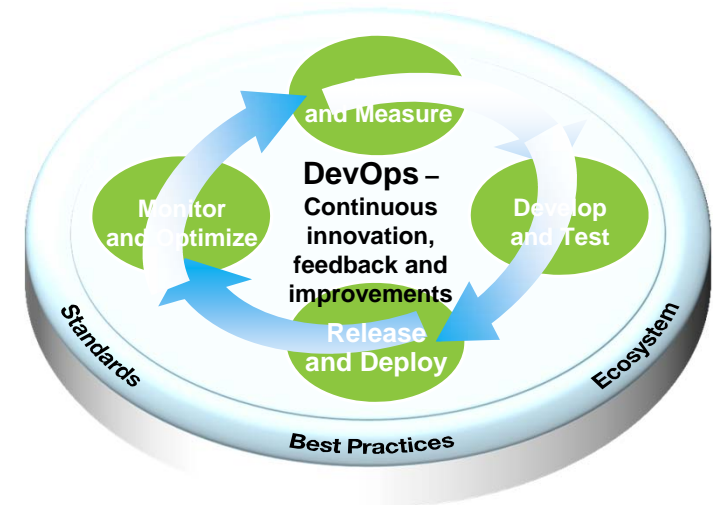 and Measure
DevOps –
Continuous
innovation,
feedback and
improvements
Monitor
and Optimize
Develop
and Test
Release
and Deploy
Standards
Best Practices
Ecosystem